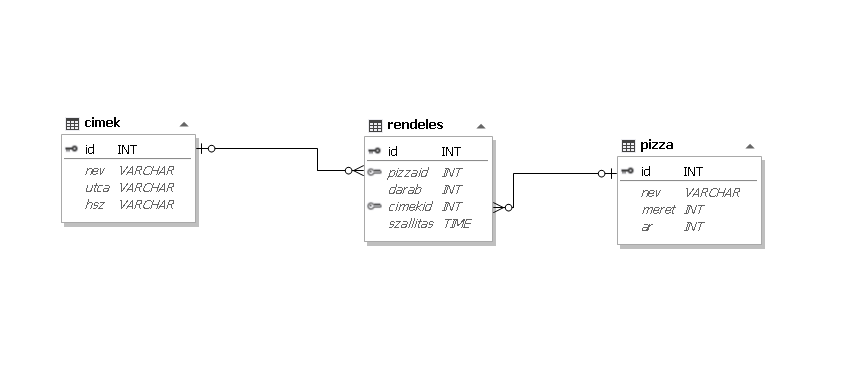 cimek
id INT
nev VARCHAR
utca VARCHAR
hsz VARCHAR
rendeles
id INT
pizzaid INT
darab INT
cimekid INT
szallitas TIME
pizza
id INT
nev VARCHAR
meret INT
ar INT